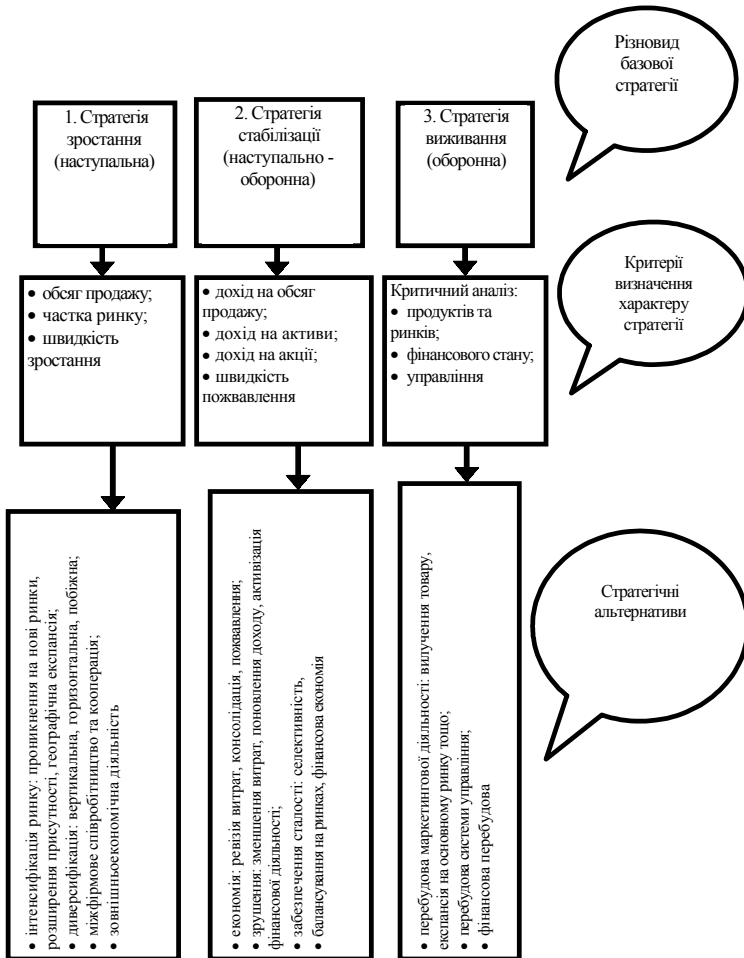 Різновид
базової
стратегії
1. Стратегія
зростання
(наступальна)
2. Стратегія
стабілізації
(наступально -
оборонна)
3. Стратегія
виживання
(оборонна)
Критерії
визначення
характеру
стратегії
• обсяг продажу;
• частка ринку;
• швидкість
зростання
• дохід на обсяг
продажу;
• дохід на активи;
• дохід на акції;
• швидкість
пожвавлення
Критичний аналіз:
• продуктів та
ринків;
• фінансового стану;
• управління
Стратегічні
альтернативи
• інтенсифікація ринку: проникнення на нові ринки,
розширення присутності, географічна експансія;
• диверсифікація: вертикальна, горизонтальна, побіжна;
• міжфірмове співробітництво та кооперація;
• зовнішньоекономічна діяльність
• економія: ревізія витрат, консолідація, пожвавлення;
• зрушення: зменшення витрат, поновлення доходу, активізація
фінансової діяльності;
• забезпечення сталості: селективність,
• балансування на ринках, фінансова економія
• перебудова маркетингової діяльності: вилучення товару,
експансія на основному ринку тощо;
• перебудова системи управління;
• фінансова перебудова